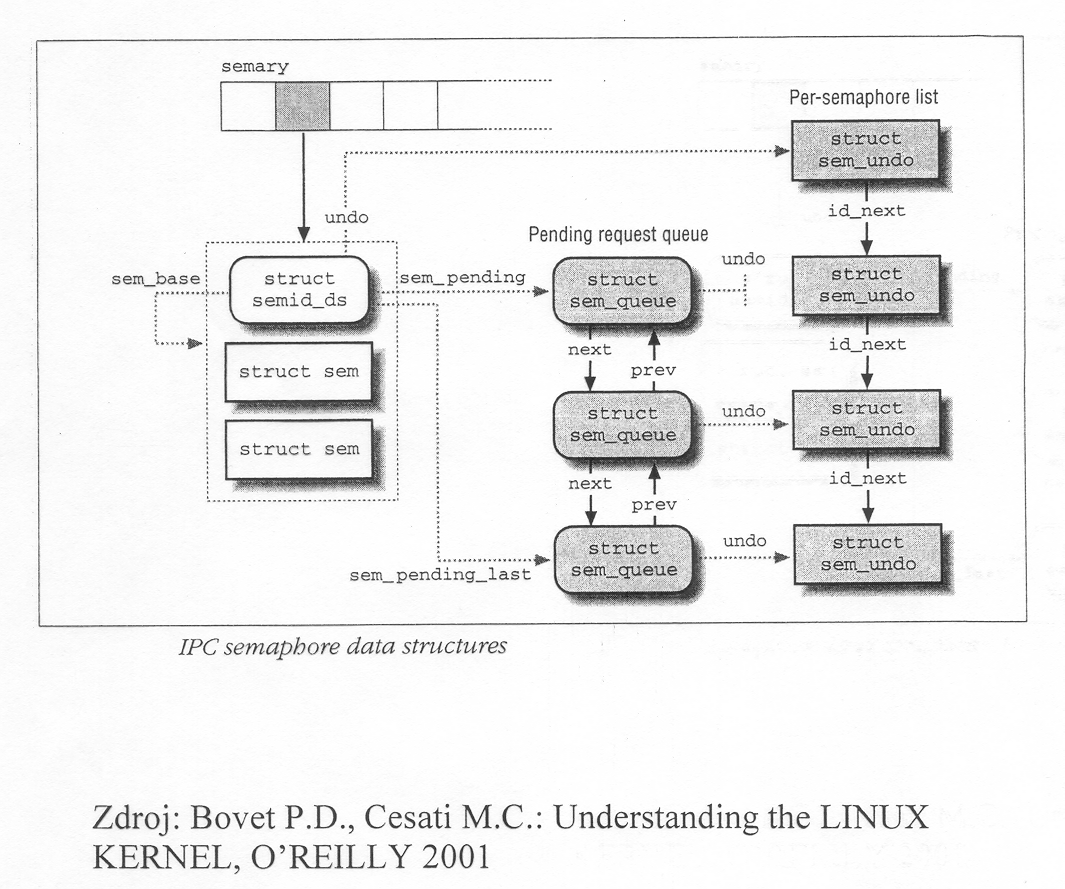 semary
Per-semaphore list
struct
sem_undo
id_next
undo
Pending request queue
undo
sem_base
struct
semid_ds
sem_pending
struct
sem_queue
struct
sem_undo
next
prev
id_next
struct sem
struct
sem_queue
undo
struct
sem_undo
struct sem
next
prev
id_next
struct
sem_queue
undo
struct
sem_undo
sem_pending_last
IPC semaphore data structures
Zdroj: Bovet P.D., Cesati M.C.: Understanding the LINUX
KERNEL, O'REILLY 2001